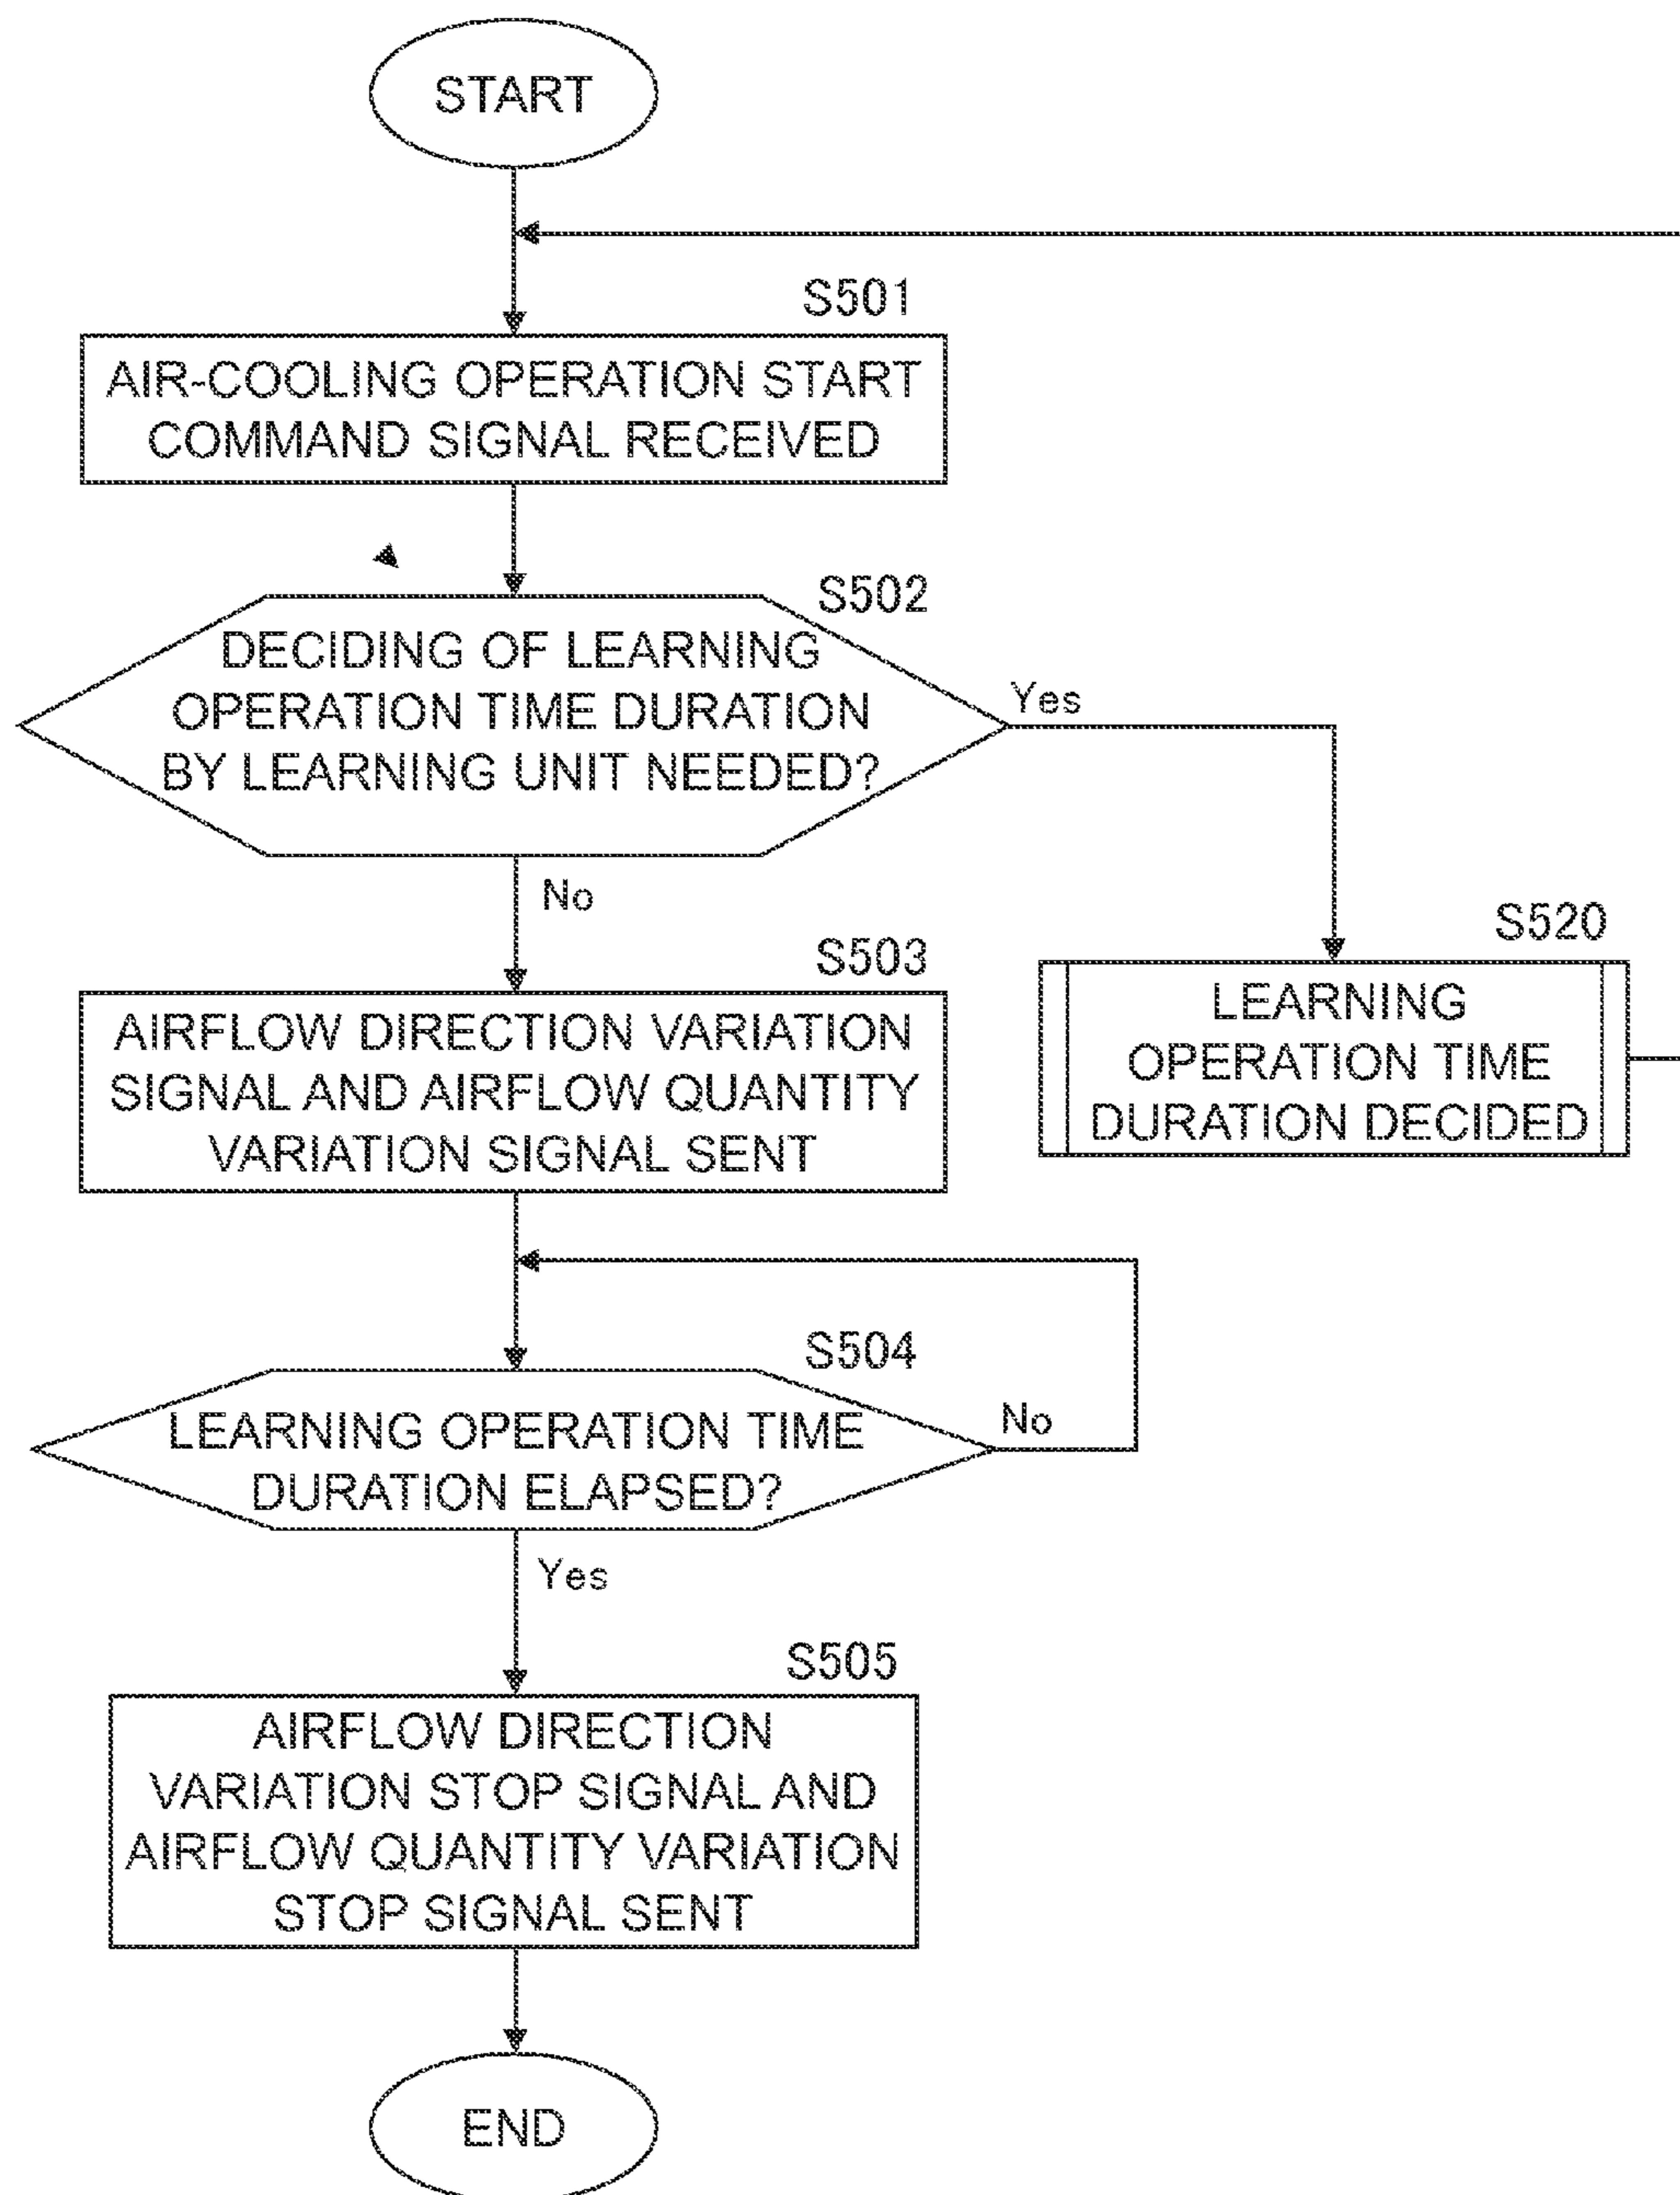 START
S501
AIR-COOLING OPERATION START
COMMAND SIGNAL RECEIVED
S502
DECIDING OF LEARNING
OPERATION TIME DURATION
BY LEARNING UNIT NEEDED?
Yes
No
S503
AIRFLOW DIRECTION VARIATION
SIGNAL AND AIRFLOW QUANTITY
VARIATION SIGNAL SENT
S520
LEARNING
OPERATION TIME
DURATION DECIDED
S504
LEARNING OPERATION TIME
DURATION ELAPSED?
No
Yes
S505
AIRFLOW DIRECTION
VARIATION STOP SIGNAL AND
AIRFLOW QUANTITY VARIATION
STOP SIGNAL SENT
END